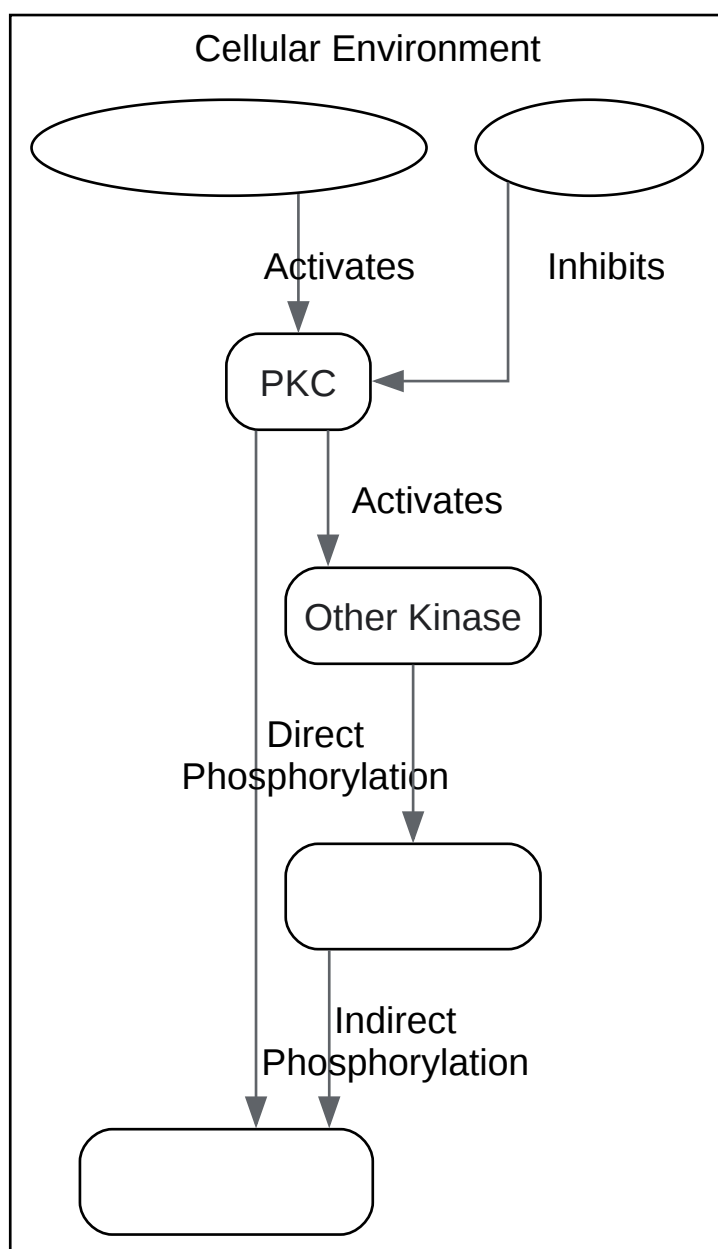 Cellular Environment
Activates
Inhibits
PKC
Activates
Other Kinase
Direct
Phosphorylation
Indirect
Phosphorylation